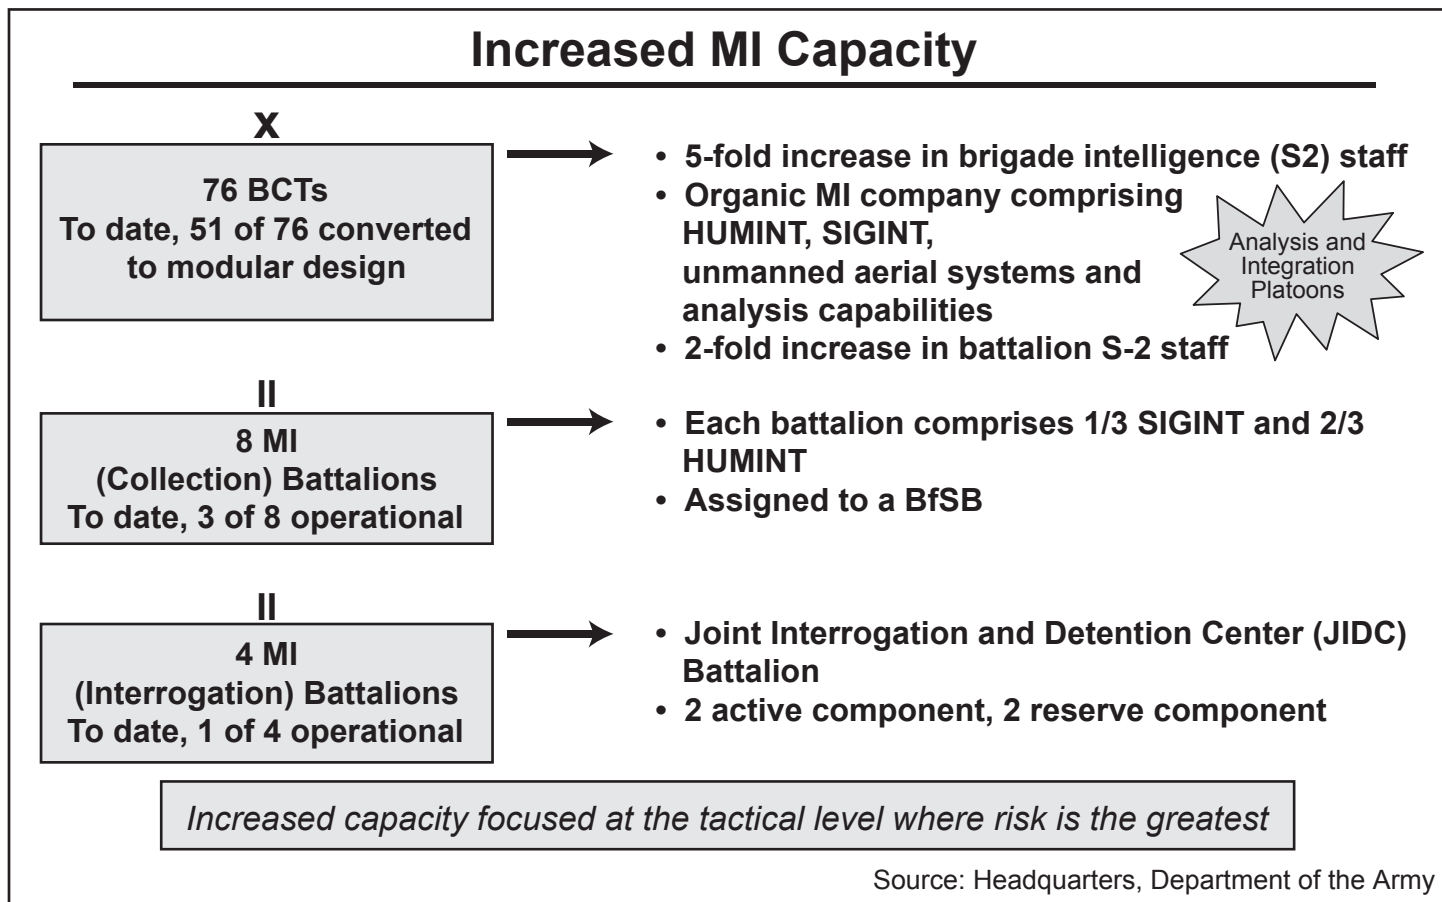 Increased MI Capacity
X
76 BCTs
To date, 51 of 76 converted
to modular design
• 5-fold increase in brigade intelligence (S2) staff
• Organic MI company comprising
HUMINT, SIGINT,
unmanned aerial systems and
analysis capabilities
• 2-fold increase in battalion S-2 staff
Analysis and
Integration
Platoons
II
8 MI
(Collection) Battalions
To date, 3 of 8 operational
• Each battalion comprises 1/3 SIGINT and 2/3
HUMINT
• Assigned to a BfSB
II
4 MI
(Interrogation) Battalions
To date, 1 of 4 operational
• Joint Interrogation and Detention Center (JIDC)
Battalion
• 2 active component, 2 reserve component
Increased capacity focused at the tactical level where risk is the greatest
Source: Headquarters, Department of the Army